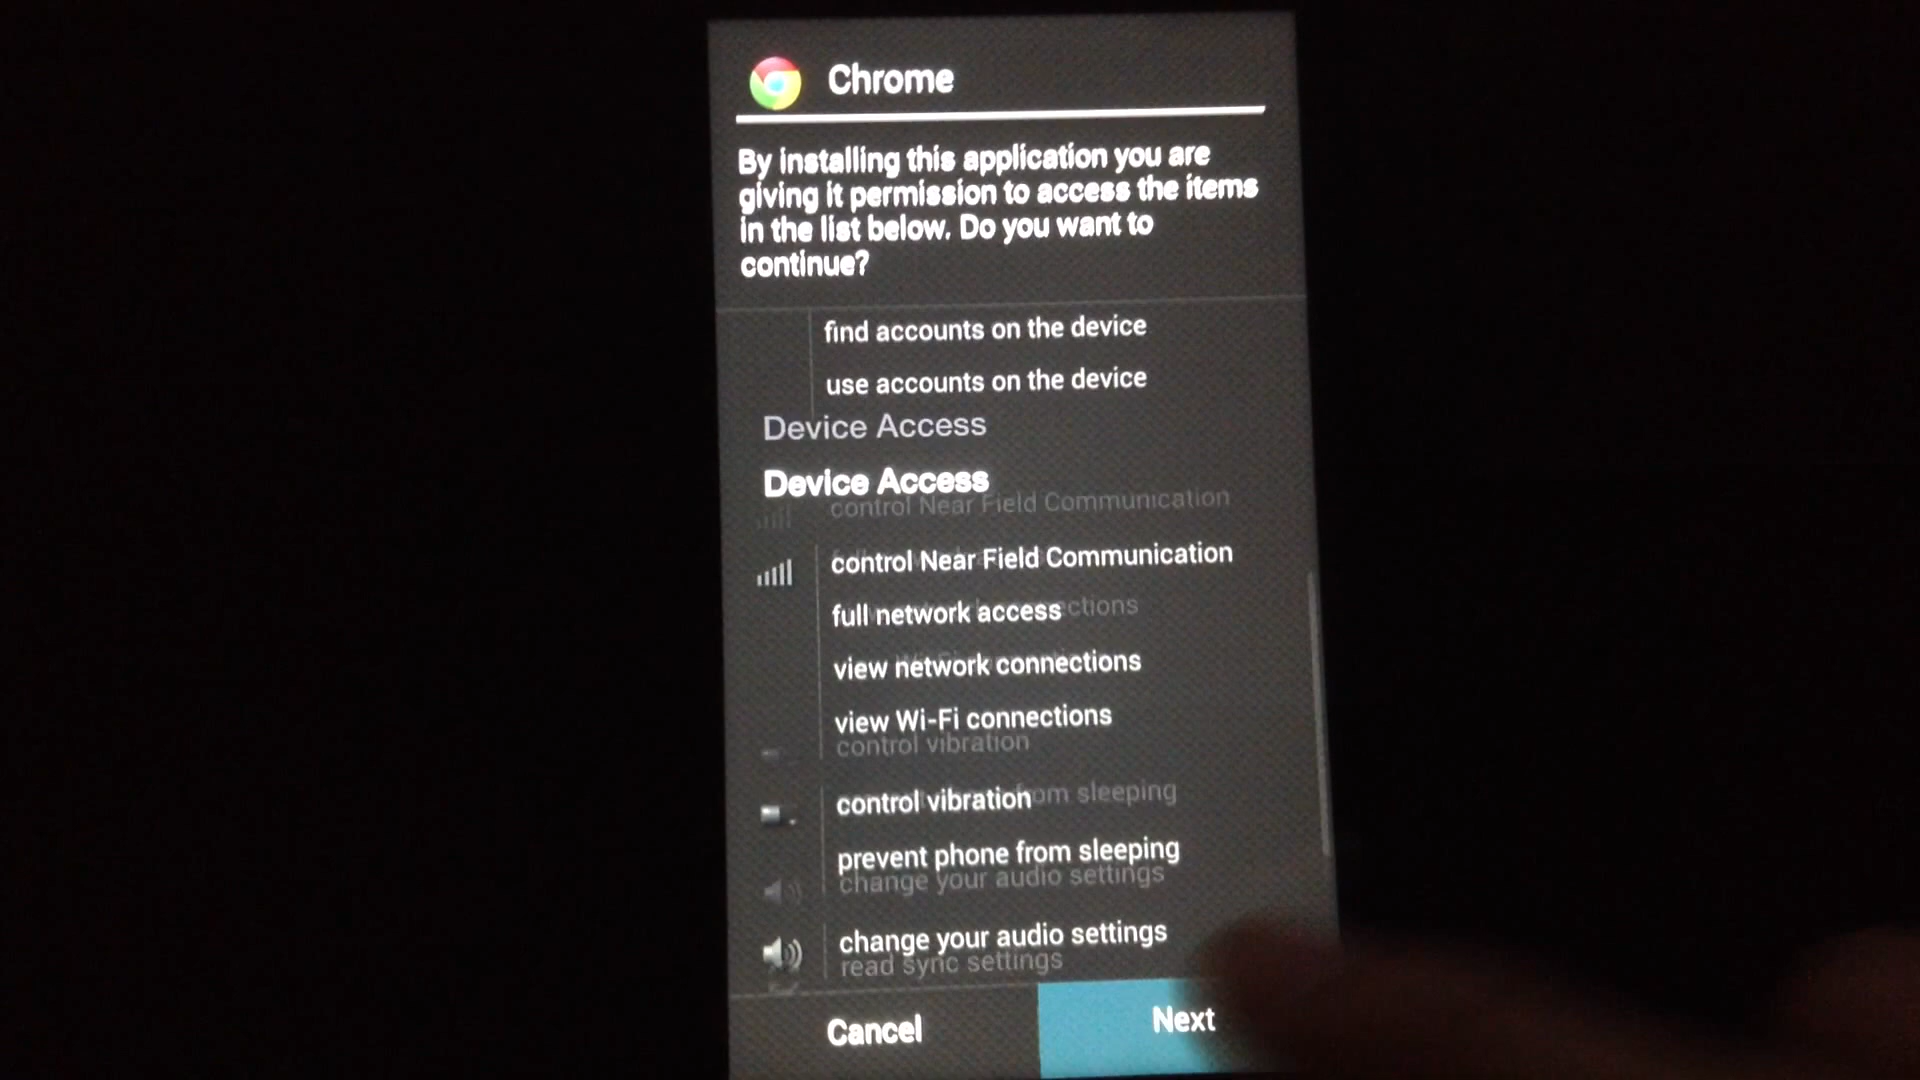 Chrome
By installing this application you are
giving it permission to access the items
in the list below. Do you want to
continue?
find accounts on the device
use accounts on the device
Device Access
Device Access
control Near Field Communication
control Near Field Communication
full network access
view network connections
view Wi-Fi connections
control vibration
control vibration
prevent phone from sleeping
change your audio settings
change your audio settings
read sync settings
Cancel
Next